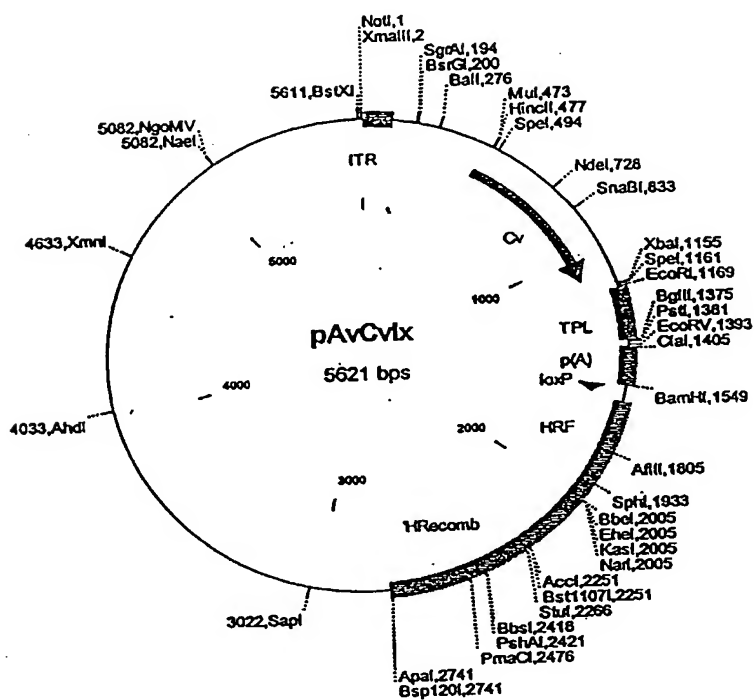 NotI,1
XmaIII,2
SgrAI,194
BsrGI,200
BalI,276
MluI,473
HincII,477
SpeI,494
NdeI,728
SnaBI,833
XbaI,1155
SpeI,1161
EcoRI,1169
BglII,1375
PstI,1381
EcoRV,1393
ClaI,1405
BamHI,1549
AflII,1805
SphI,1933
BbeI,2005
EheI,2005
KasI,2005
NarI,2005
AccI,2251
Bst1107I,2251
StuI,2266
BbsI,2418
PshAI,2421
PmaCI,2476
ApaI,2741
Bsp120I,2741
3022,SapI
4033,AhdI
4633,XmnI
5082,NgoMV
5082,NaeI
5611,BstXI
ITR
Cv
TPL
p(A)
loxP
HRF
HRecomb
1000
2000
3000
4000
5000
pAvCvlx
5621 bps